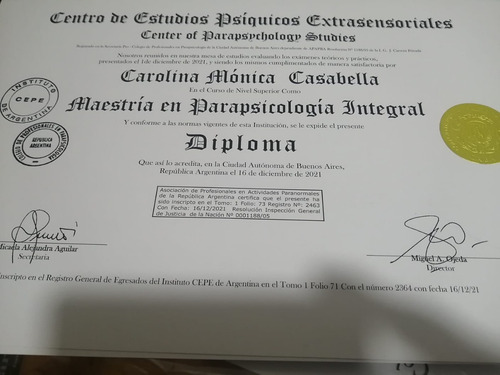 Centro de Estudios Psíquicos Extrasensoriales
Center of Parapsychology Studies
Nosotros reunidos en nuestra mesa de estudios evaluando los exámenes teóricos y prácticos,
presentados el 1de diciembre de 2021, y siendo los mismos cumplimentados de manera satisfactoria por
Carolina Mónica Casabella
En el Curso de Nivel Superior Como
Maestría en Parapsicología Integral
Y conforme a las normas vigentes de esta Institución, se le expide el presente
Diploma
Que así lo acredita, en la Ciudad Autónoma de Buenos Aires,
República Argentina el 16 de diciembre de 2021
Asociación de Profesionales en Actividades Paranormales
de la República Argentina certifica que el presente ha
sido inscripto en el Tomo: 1 Folio: 73 Registro Nº: 2463
Con Fecha: 16/12/2021 Resolución Inspección General
de Justicia de la Nación Nº 0001188/05
INSTITUTO
CEPE
ARGENTINA
REPÚBLICA
ARGENTINA
Micaela Alejandra Aguilar
Secretaria
Miguel A. Ojeda
Director
Inscripto en el Registro General de Egresados del Instituto CEPE de Argentina en el Tomo 1 Folio 71 Con el número 2364 con fecha 16/12/21